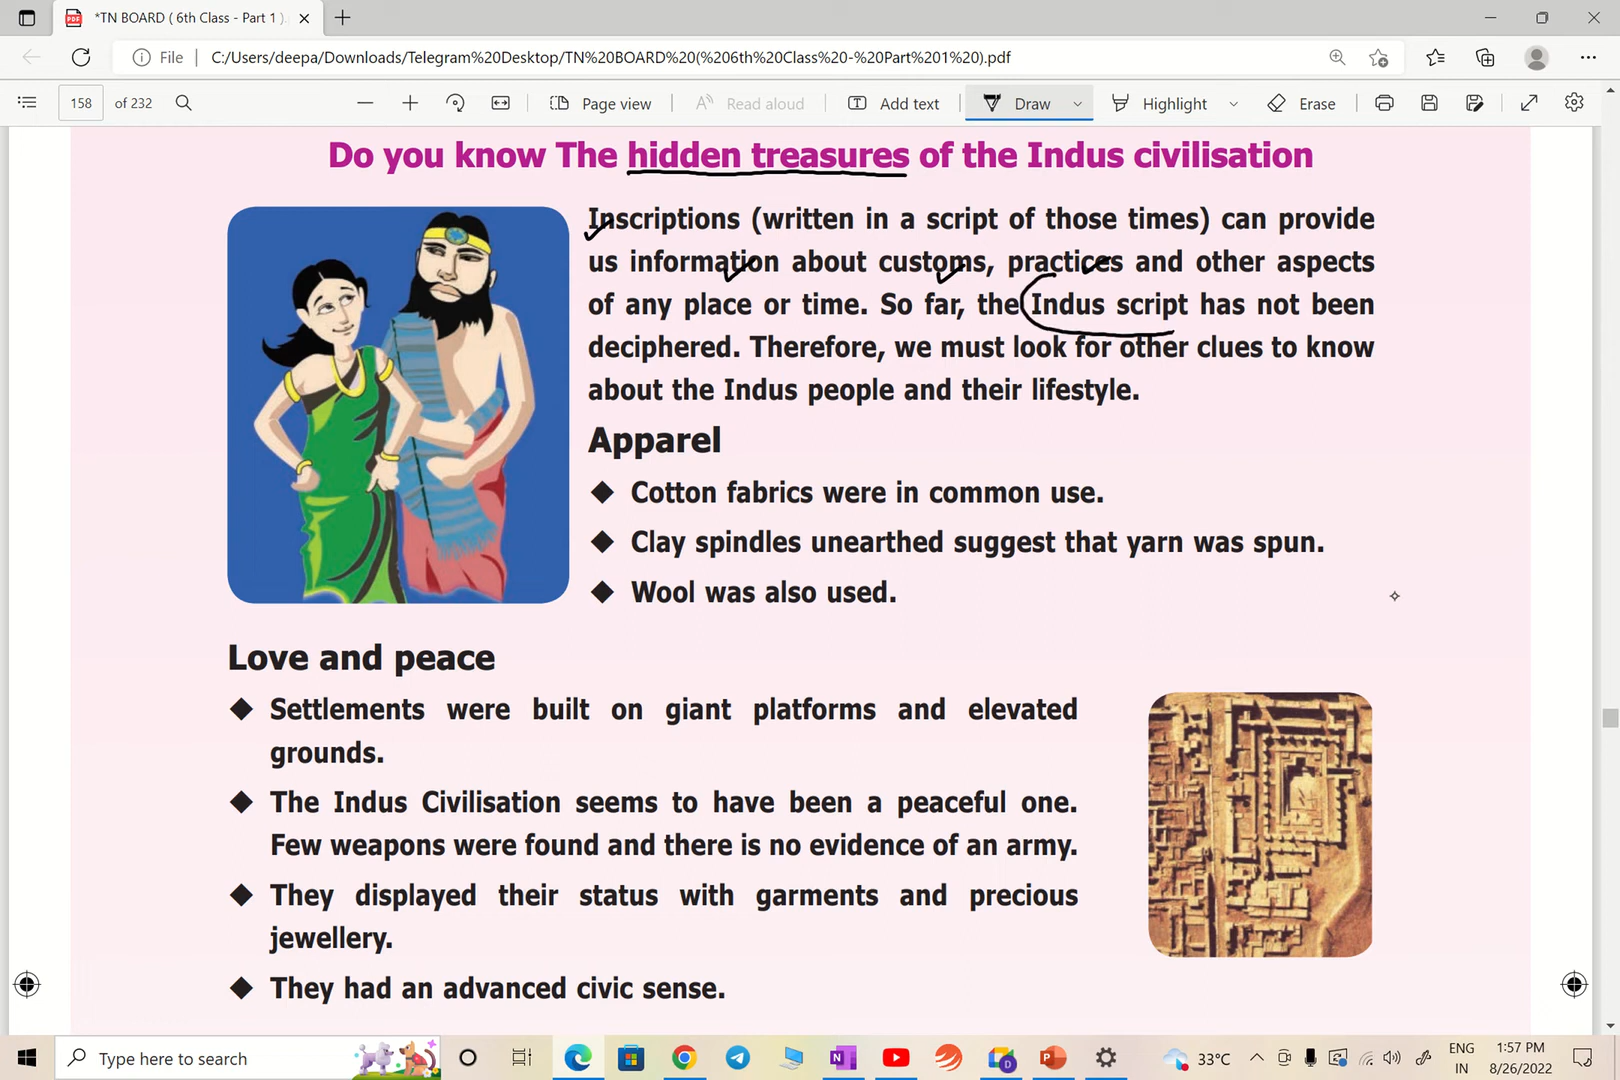 *TN BOARD ( 6th Class - Part 1 )
File
C:/Users/deepa/Downloads/Telegram%20Desktop/TN%20BOARD%20(%206th%20Class%20-%20Part%201%20).pdf
158 of 232
Page view
Read aloud
Add text
Draw
Highlight
Erase
Do you know The hidden treasures of the Indus civilisation
Inscriptions (written in a script of those times) can provide
us information about customs, practices and other aspects
of any place or time. So far, the Indus script has not been
deciphered. Therefore, we must look for other clues to know
about the Indus people and their lifestyle.
Apparel
◆ Cotton fabrics were in common use.
◆ Clay spindles unearthed suggest that yarn was spun.
◆ Wool was also used.
Love and peace
◆ Settlements were built on giant platforms and elevated
grounds.
◆ The Indus Civilisation seems to have been a peaceful one.
Few weapons were found and there is no evidence of an army.
◆ They displayed their status with garments and precious
jewellery.
◆ They had an advanced civic sense.
Type here to search
33°C
ENG
IN
1:57 PM
8/26/2022